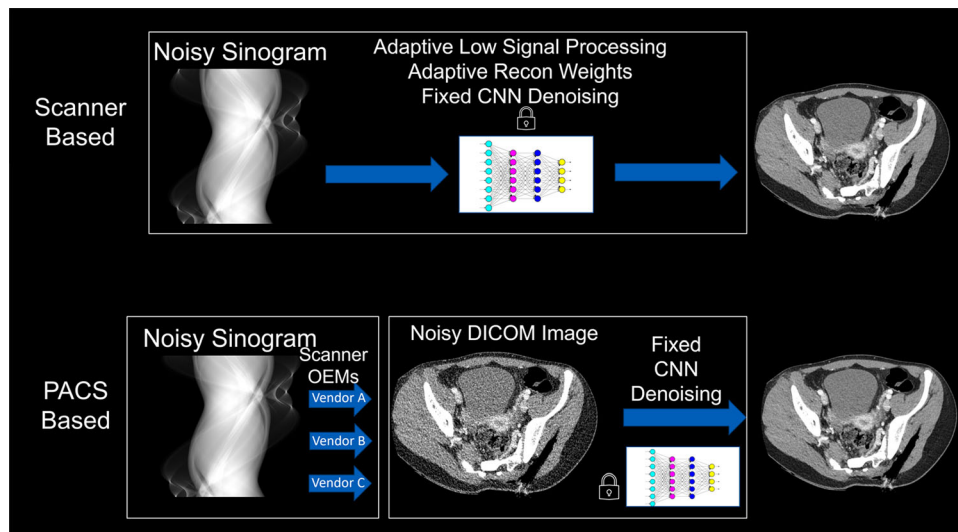 Noisy Sinogram
Adaptive Low Signal Processing
Adaptive Recon Weights
Fixed CNN Denoising
Scanner
Based
Noisy Sinogram
Scanner
OEMs
Vendor A
Vendor B
Vendor C
Noisy DICOM Image
Fixed
CNN
Denoising
PACS
Based